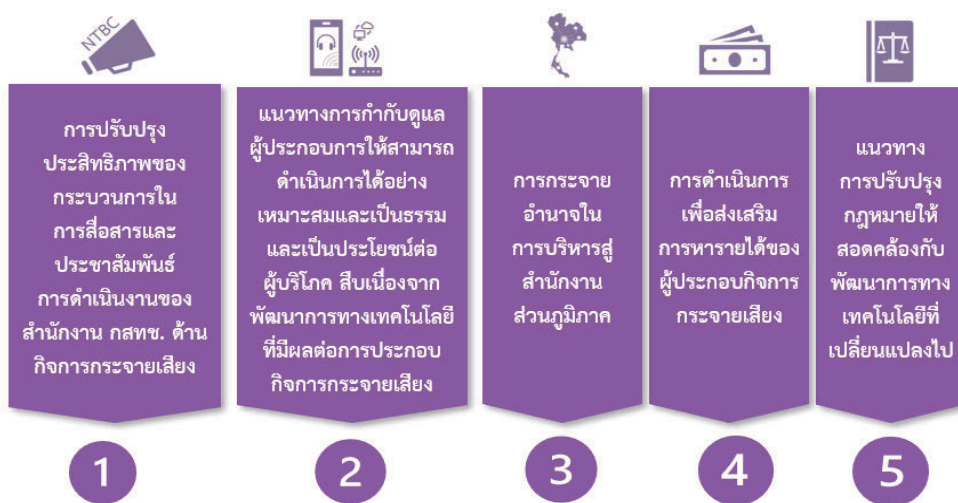 NTBC
การปรับปรุง
ประสิทธิภาพของ
กระบวนการใน
การสื่อสารและ
ประชาสัมพันธ์
การดำเนินงานของ
สำนักงาน กสทช. ด้าน
กิจการกระจายเสียง
1
แนวทางการกำกับดูแล
ผู้ประกอบการให้สามารถ
ดำเนินการได้อย่าง
เหมาะสมและเป็นธรรม
และเป็นประโยชน์ต่อ
ผู้บริโภค สืบเนื่องจาก
พัฒนาการทางเทคโนโลยี
ที่มีผลต่อการประกอบ
กิจการกระจายเสียง
2
การกระจาย
อำนาจใน
การบริหารสู่
สำนักงาน
ส่วนภูมิภาค
3
การดำเนินการ
เพื่อส่งเสริม
การหารายได้ของ
ผู้ประกอบกิจการ
กระจายเสียง
4
แนวทาง
การปรับปรุง
กฎหมายให้
สอดคล้องกับ
พัฒนาการทาง
เทคโนโลยีที่
เปลี่ยนแปลงไป
5